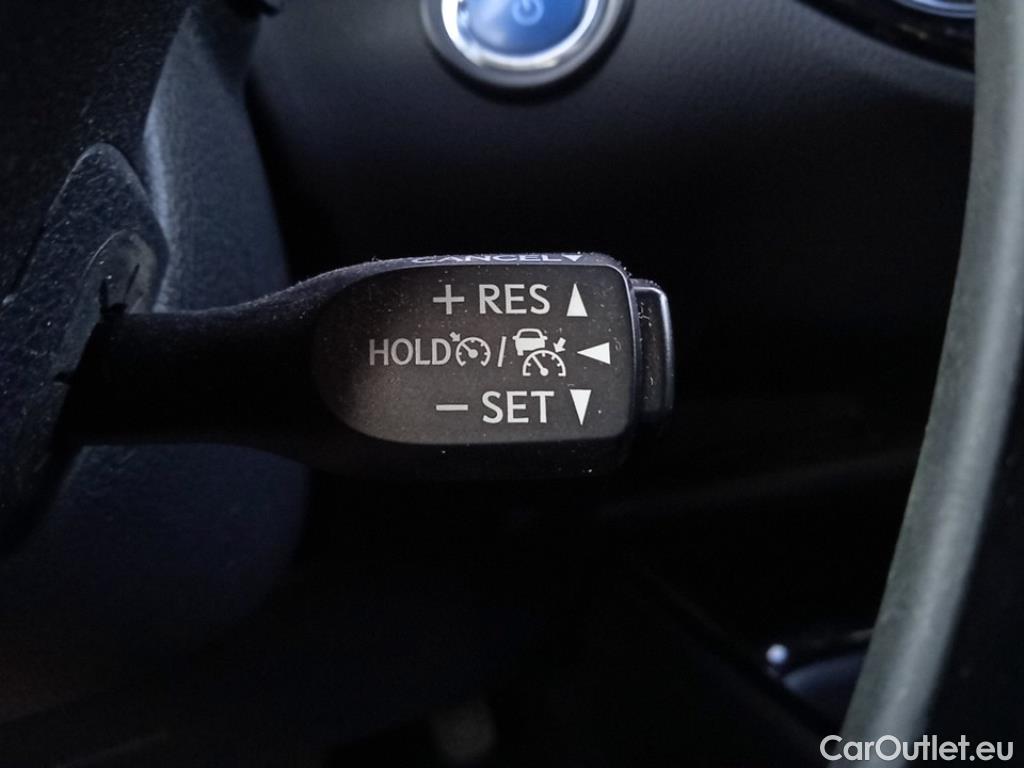 CANCEL▼
+ RES ▲
HOLD / ◀
− SET ▼
CarOutlet.eu